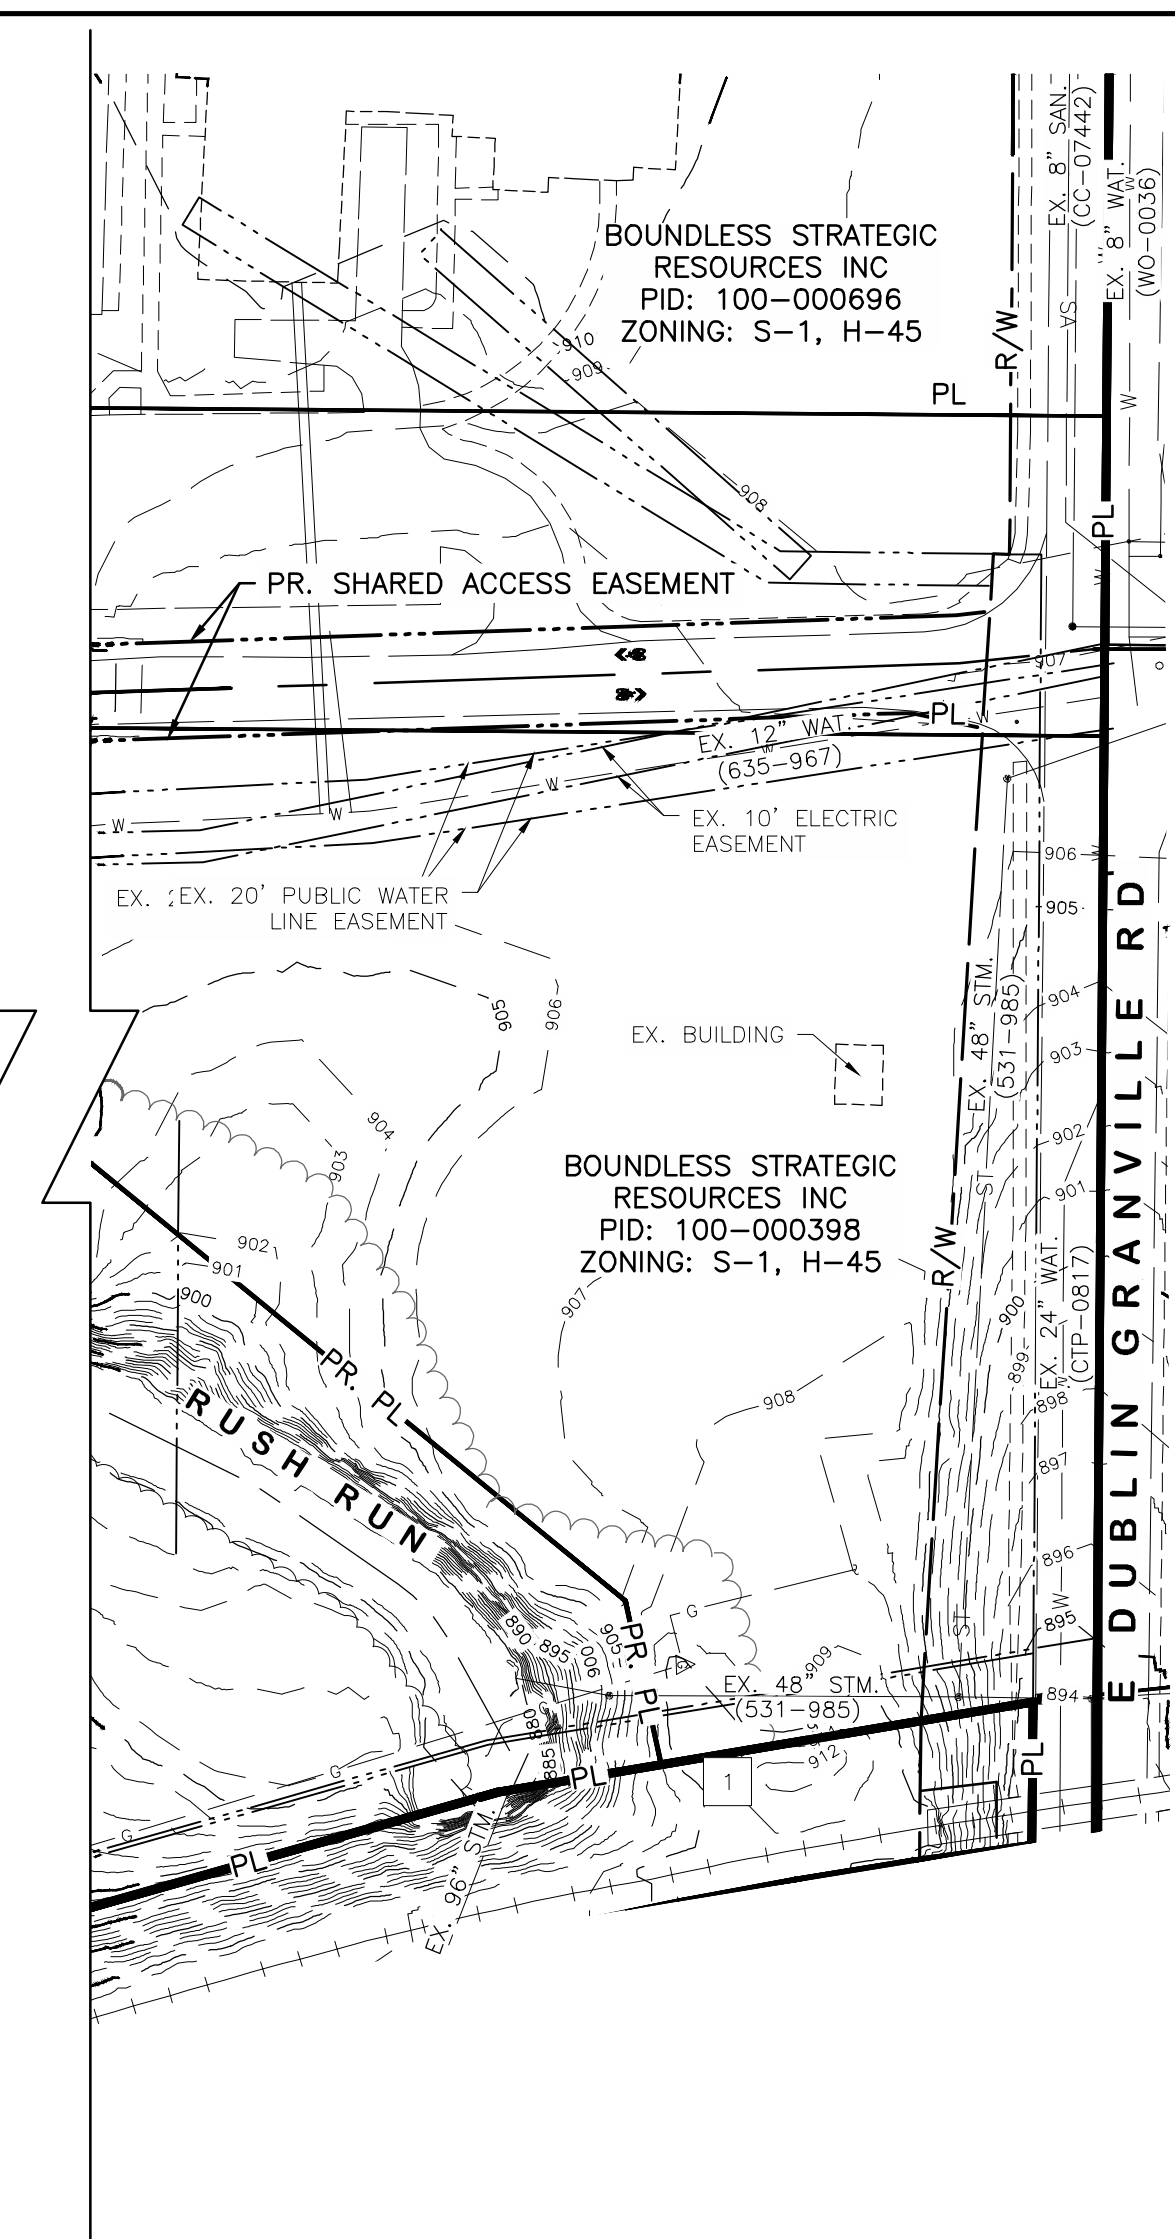 EX. 8" SAN.
(CC-07442)
EX. 8" WAT.
(WO-0036)
W
BOUNDLESS STRATEGIC
RESOURCES INC
PID: 100-000696
ZONING: S-1, H-45
R/W
SA
910
909
PL
W
908
PL
PR. SHARED ACCESS EASEMENT
W
907
PL
W
EX. 12" WAT.
W
(635-967)
W
W
W
EX. 10' ELECTRIC
EASEMENT
906
EX. EX. 20' PUBLIC WATER
LINE EASEMENT
905
E DUBLIN GRANVILLE RD
905
906
904
EX. 48" STM.
(531-985)
EX. BUILDING
903
904
903
902
ST
901
BOUNDLESS STRATEGIC
RESOURCES INC
PID: 100-000398
ZONING: S-1, H-45
902
901
900
R/W
EX. 24" WAT.
(CTP-0817)
W
907
900
899
898
908
PR. PL
RUSH RUN
897
896
W
895
G
ST
890
895
900
905
PR. PL
G
909
EX. 48" STM.
(531-985)
894
G
880
885
912
PL
PL
1
G
G
PL
EX. 96" STM.